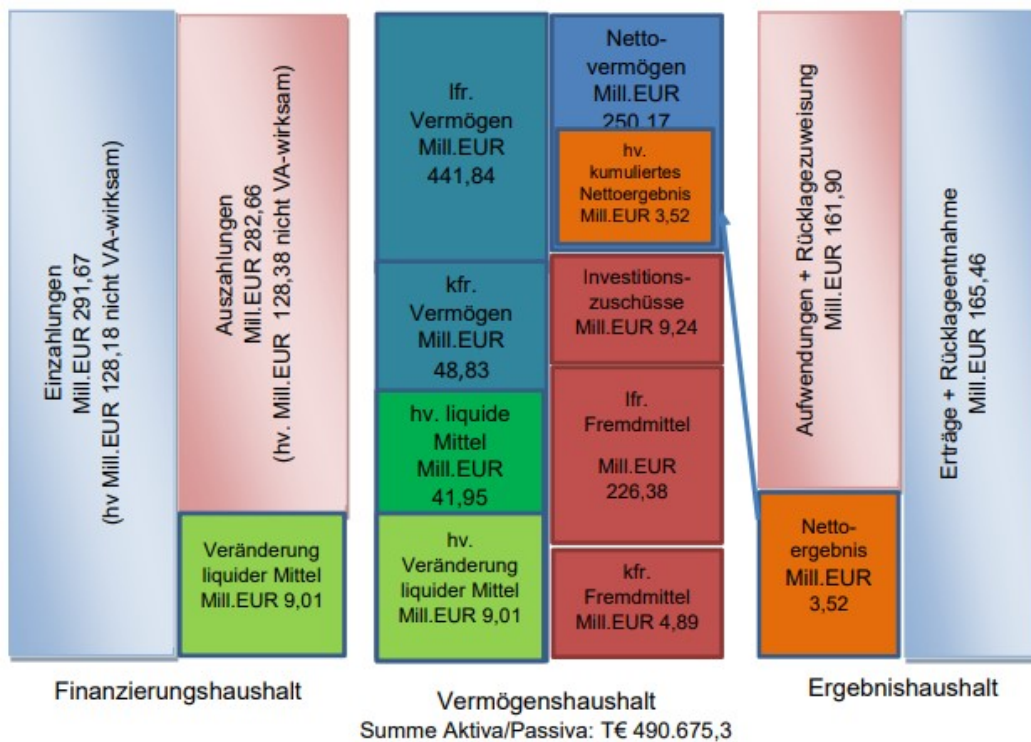 Einzahlungen
Mill.EUR 291,67
(hv Mill.EUR 128,18 nicht VA-wirksam)
Auszahlungen
Mill.EUR 282,66
(hv. Mill.EUR 128,38 nicht VA-wirksam)
Veränderung
liquider Mittel
Mill.EUR 9,01
Finanzierungshaushalt
lfr.
Vermögen
Mill.EUR
441,84
kfr.
Vermögen
Mill.EUR
48,83
hv. liquide
Mittel
Mill.EUR
41,95
hv.
Veränderung
liquider Mittel
Mill.EUR 9,01
Netto-
vermögen
Mill.EUR
250,17
hv.
kumuliertes
Nettoergebnis
Mill.EUR 3,52
Investitions-
zuschüsse
Mill.EUR 9,24
lfr.
Fremdmittel
Mill.EUR
226,38
kfr.
Fremdmittel
Mill.EUR 4,89
Vermögenshaushalt
Summe Aktiva/Passiva: T€ 490.675,3
Aufwendungen + Rücklagezuweisung
Mill.EUR 161,90
Netto-
ergebnis
Mill.EUR
3,52
Erträge + Rücklageentnahme
Mill.EUR 165,46
Ergebnishaushalt